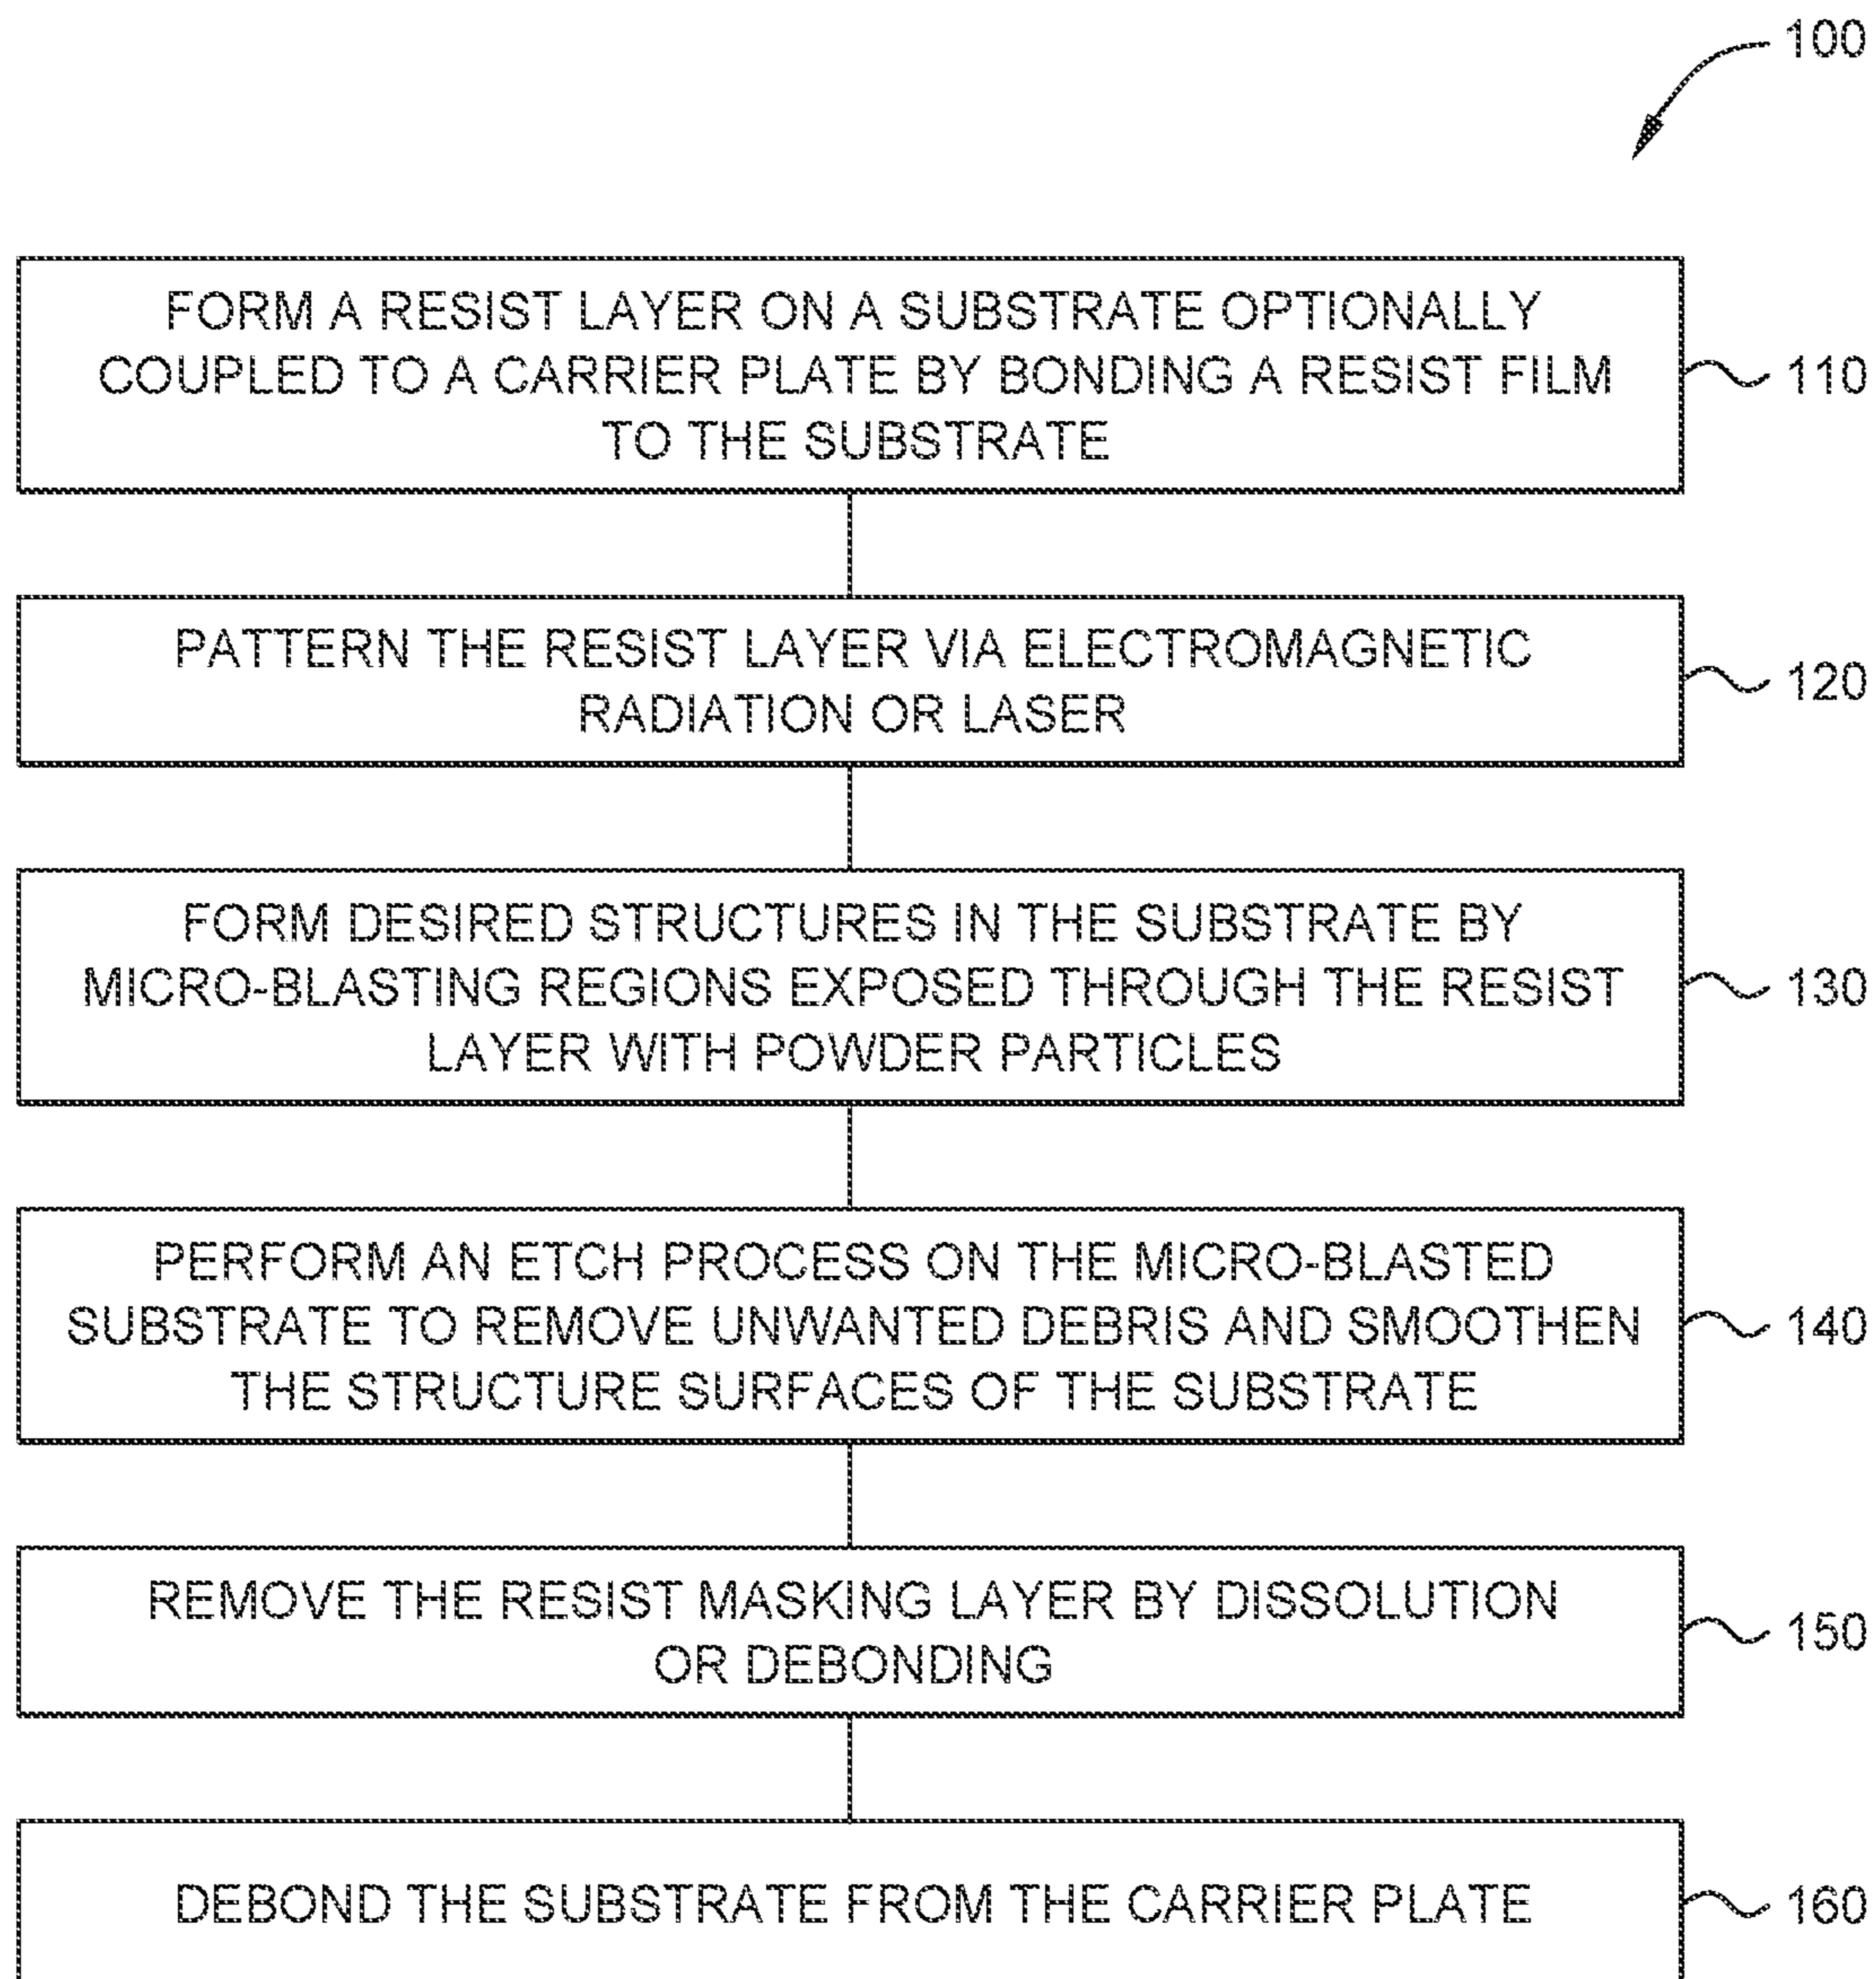 100
FORM A RESIST LAYER ON A SUBSTRATE OPTIONALLY
COUPLED TO A CARRIER PLATE BY BONDING A RESIST FILM
TO THE SUBSTRATE
110
PATTERN THE RESIST LAYER VIA ELECTROMAGNETIC
RADIATION OR LASER
120
FORM DESIRED STRUCTURES IN THE SUBSTRATE BY
MICRO-BLASTING REGIONS EXPOSED THROUGH THE RESIST
LAYER WITH POWDER PARTICLES
130
PERFORM AN ETCH PROCESS ON THE MICRO-BLASTED
SUBSTRATE TO REMOVE UNWANTED DEBRIS AND SMOOTHEN
THE STRUCTURE SURFACES OF THE SUBSTRATE
140
REMOVE THE RESIST MASKING LAYER BY DISSOLUTION
OR DEBONDING
150
DEBOND THE SUBSTRATE FROM THE CARRIER PLATE
160